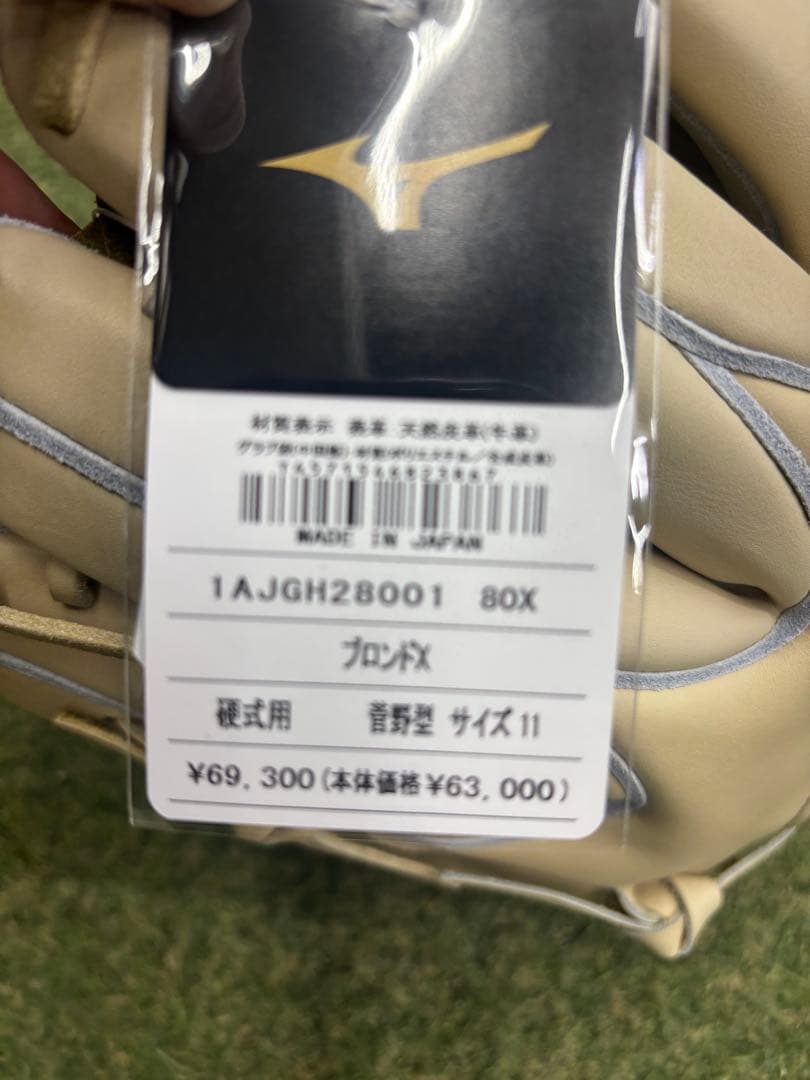 材質表示 表革 天然皮革(牛革)
MADE IN JAPAN
1AJGH28001 80X
ブロンドX
硬式用 菅野型 サイズ11
¥69,300(本体価格¥63,000)